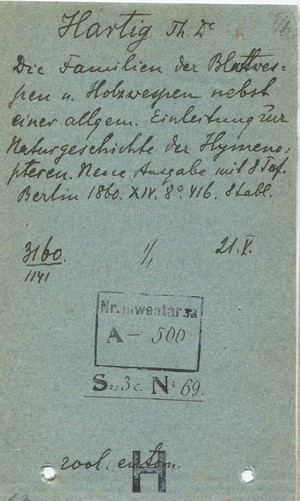 Hartig Th. Dr
Die Familien der Blattwes-
pen u. Holzwespen nebst
einer allgem. Einleitung zur
Naturgeschichte der Hymeno-
pteren. Neue Ausgabe mit 8 Taf.
Berlin 1860. XIV. 8º. 416. 8 tabl.
3160. 1/1 21.V.
1141
Nr. inwentarza
A — 500
S. 3c. Nº 69.
zool. entom.
H